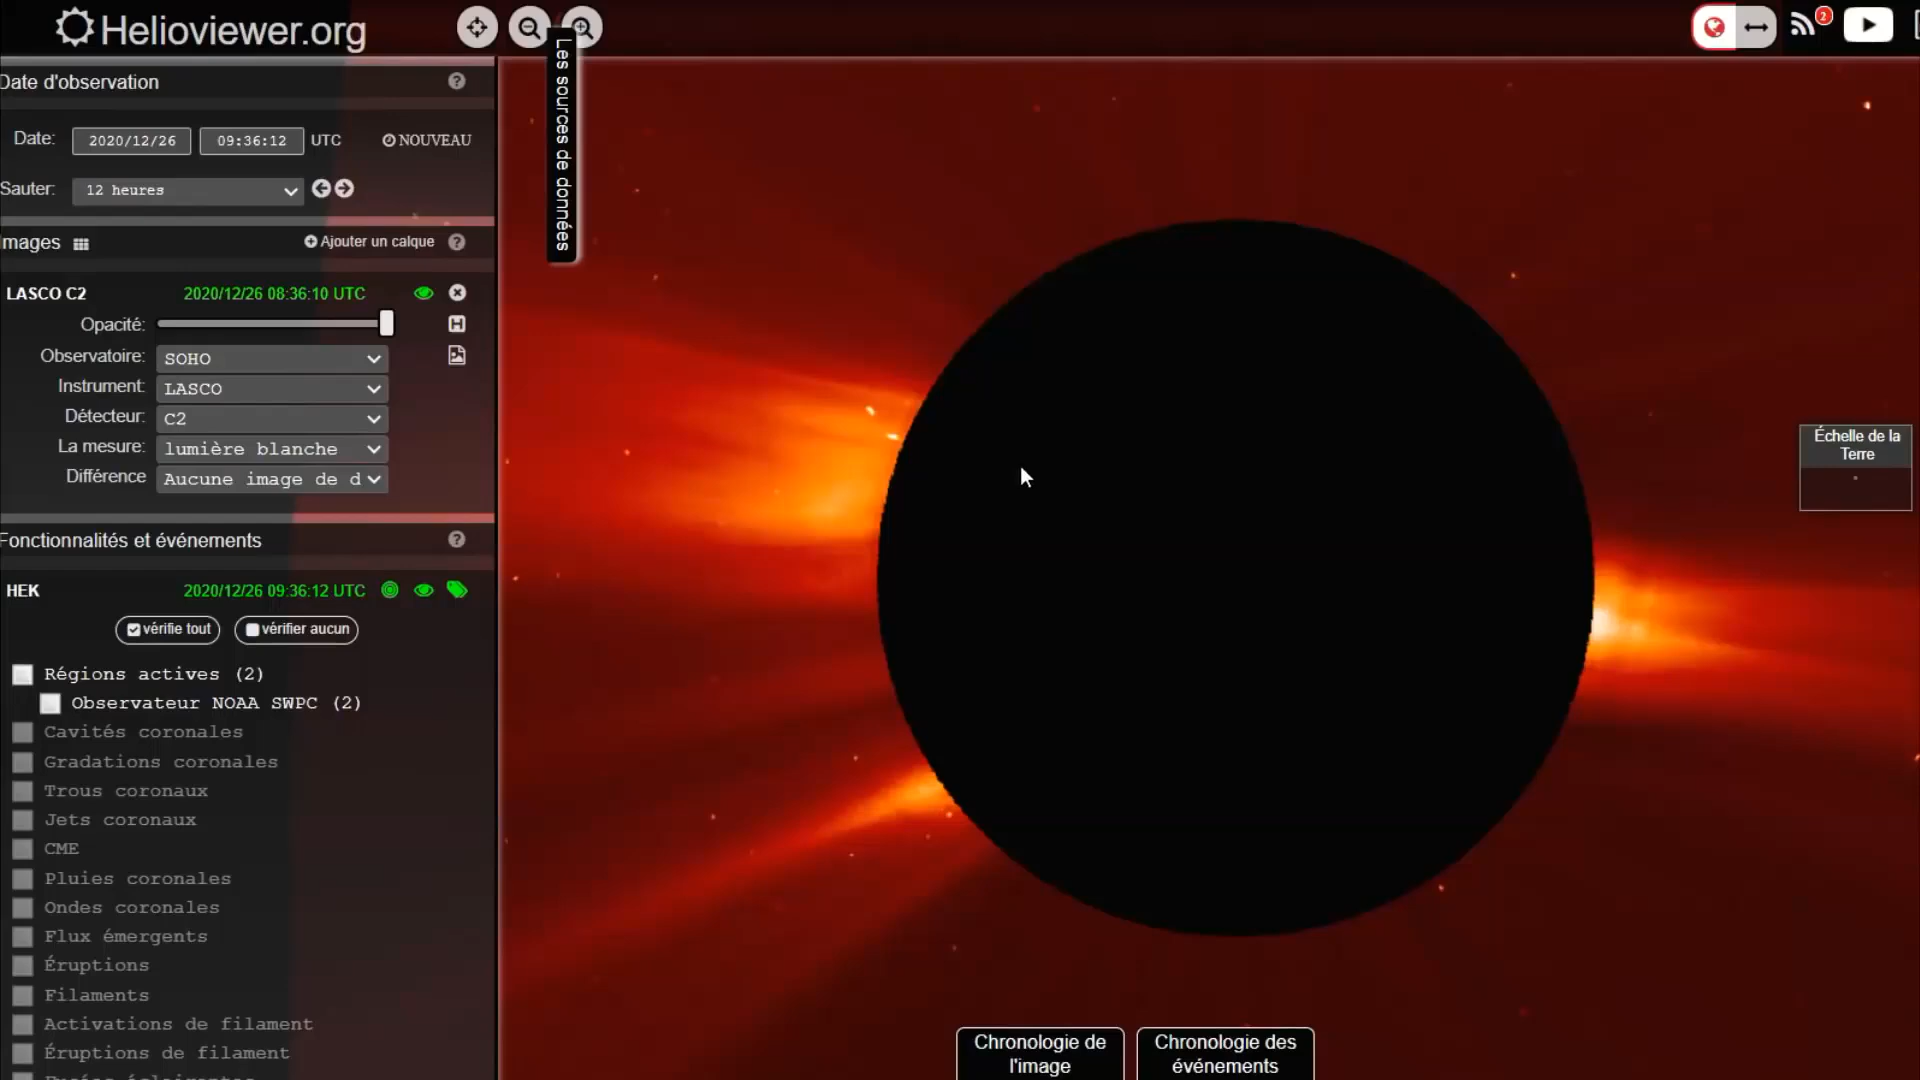 Helioviewer.org
2
Date d'observation
Date: 2020/12/26 09:36:12 UTC NOUVEAU
Sauter: 12 heures
Images Ajouter un calque
LASCO C2 2020/12/26 08:36:10 UTC
Opacité:
Observatoire: SOHO
Instrument: LASCO
Détecteur: C2
La mesure: lumière blanche
Différence Aucune image de d
Fonctionnalités et événements
HEK 2020/12/26 09:36:12 UTC
vérifie tout vérifier aucun
Régions actives (2)
Observateur NOAA SWPC (2)
Cavités coronales
Gradations coronales
Trous coronaux
Jets coronaux
CME
Pluies coronales
Ondes coronales
Flux émergents
Éruptions
Filaments
Activations de filament
Éruptions de filament
Les sources de données
Échelle de la
Terre
Chronologie de
l'image
Chronologie des
événements